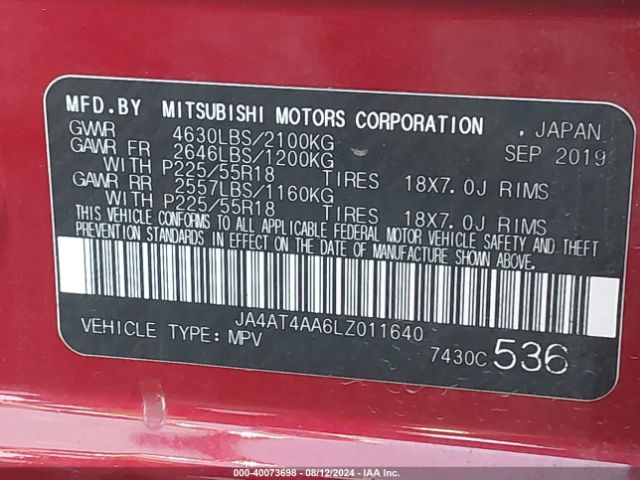 MFD.BY MITSUBISHI MOTORS CORPORATION , JAPAN
GVWR 4630LBS/2100KG SEP 2019
GAWR FR 2646LBS/1200KG
WITH P225/55R18 TIRES 18X7.0J RIMS
GAWR RR 2557LBS/1160KG
WITH P225/55R18 TIRES 18X7.0J RIMS
THIS VEHICLE CONFORMS TO ALL APPLICABLE FEDERAL MOTOR VEHICLE SAFETY AND THEFT
PREVENTION STANDARDS IN EFFECT ON THE DATE OF MANUFACTURE SHOWN ABOVE.
JA4AT4AA6LZ011640
VEHICLE TYPE: MPV 7430C 536
000-40073698 - 08/12/2024 - IAA Inc.